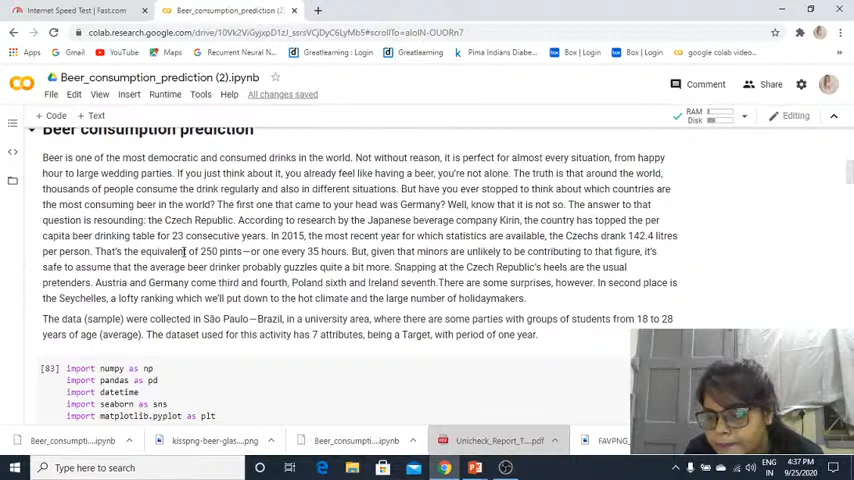 Internet Speed Test | Fast.com
Beer_consumption_prediction (2).i
colab.research.google.com/drive/10Vk2ViGyjxpD1zJ_ssrsVCjDyC6LyMb5#scrollTo=aloIN-OUORn7
Apps
Gmail
YouTube
Maps
Recurrent Neural N...
Greatlearning : Login
Greatlearning : Login
Pima Indians Diabe...
Box | Login
Box | Login
google colab video...
Beer_consumption_prediction (2).ipynb
Comment
Share
File Edit View Insert Runtime Tools Help All changes saved
+ Code + Text
RAM
Disk
Editing
Beer consumption prediction
Beer is one of the most democratic and consumed drinks in the world. Not without reason, it is perfect for almost every situation, from happy
hour to large wedding parties. If you just think about it, you already feel like having a beer, you're not alone. The truth is that around the world,
thousands of people consume the drink regularly and also in different situations. But have you ever stopped to think about which countries are
the most consuming beer in the world? The first one that came to your head was Germany? Well, know that it is not so. The answer to that
question is resounding: the Czech Republic. According to research by the Japanese beverage company Kirin, the country has topped the per
capita beer drinking table for 23 consecutive years. In 2015, the most recent year for which statistics are available, the Czechs drank 142.4 litres
per person. That's the equivalent of 250 pints—or one every 35 hours. But, given that minors are unlikely to be contributing to that figure, it's
safe to assume that the average beer drinker probably guzzles quite a bit more. Snapping at the Czech Republic's heels are the usual
pretenders. Austria and Germany come third and fourth, Poland sixth and Ireland seventh.There are some surprises, however. In second place is
the Seychelles, a lofty ranking which we'll put down to the hot climate and the large number of holidaymakers.
The data (sample) were collected in São Paulo—Brazil, in a university area, where there are some parties with groups of students from 18 to 28
years of age (average). The dataset used for this activity has 7 attributes, being a Target, with period of one year.
[83] import numpy as np
import pandas as pd
import datetime
import seaborn as sns
import matplotlib.pyplot as plt
Beer_consumpti....ipynb
kisspng-beer-glas....png
Beer_consumpti....ipynb
Unicheck_Report_T....pdf
FAVPNG_
Type here to search
ENG
IN
4:37 PM
9/25/2020